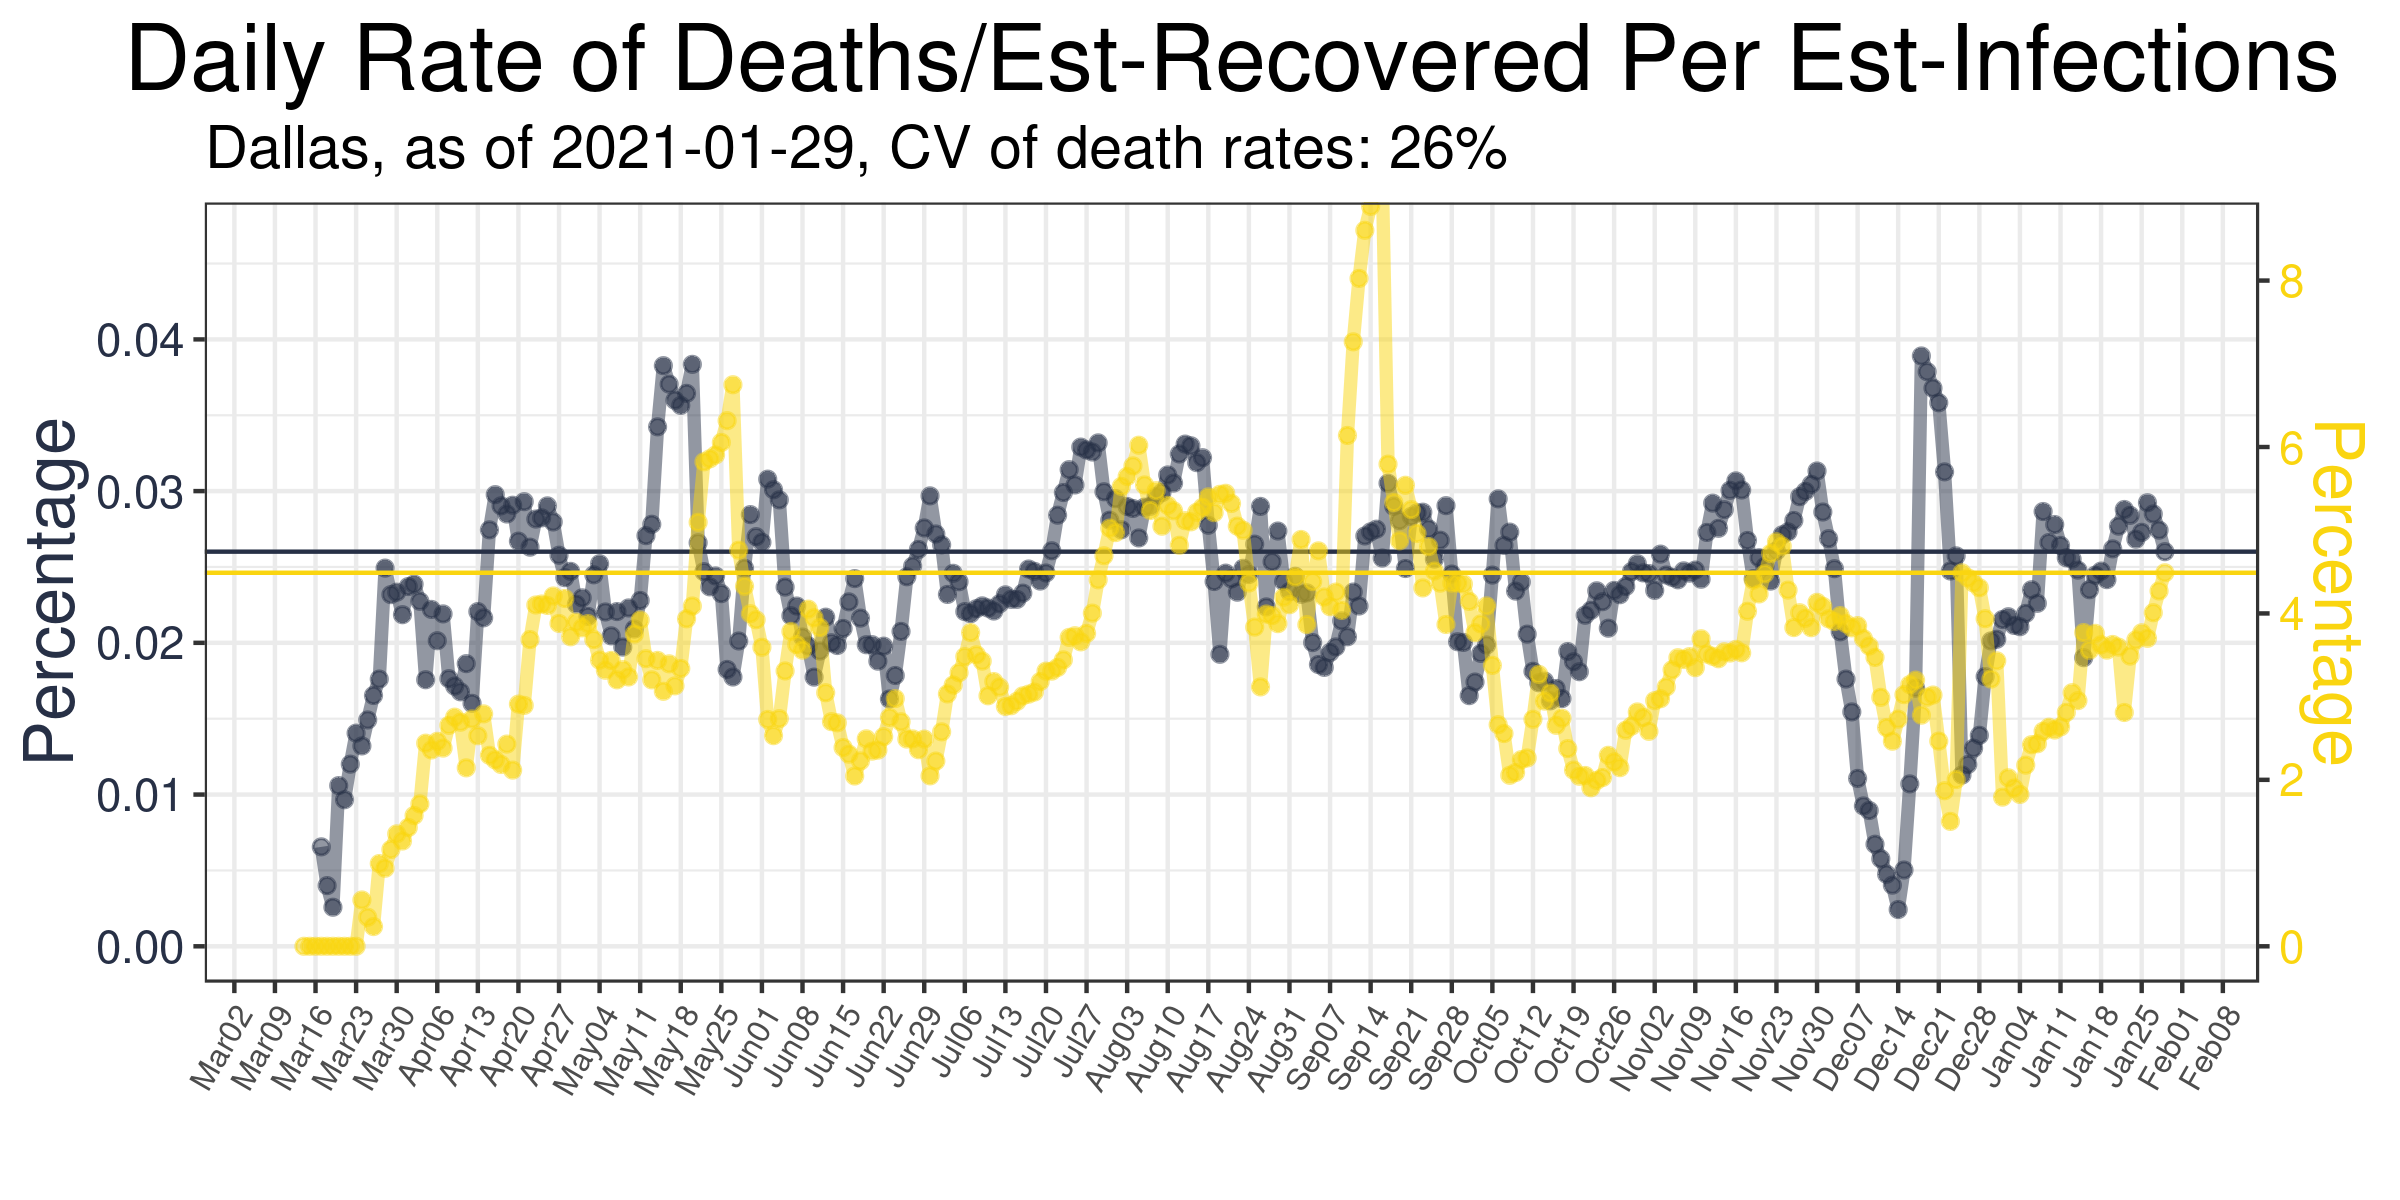 Daily Rate of Deaths/Est-Recovered Per Est-Infections
Dallas, as of 2021-01-29, CV of death rates: 26%
Percentage
0.04
0.03
0.02
0.01
0.00
8
6
4
2
0
Percentage
Mar02 Mar09 Mar16 Mar23 Mar30 Apr06 Apr13 Apr20 Apr27 May04 May11 May18 May25 Jun01 Jun08 Jun15 Jun22 Jun29 Jul06 Jul13 Jul20 Jul27 Aug03 Aug10 Aug17 Aug24 Aug31 Sep07 Sep14 Sep21 Sep28 Oct05 Oct12 Oct19 Oct26 Nov02 Nov09 Nov16 Nov23 Nov30 Dec07 Dec14 Dec21 Dec28 Jan04 Jan11 Jan18 Jan25 Feb01 Feb08